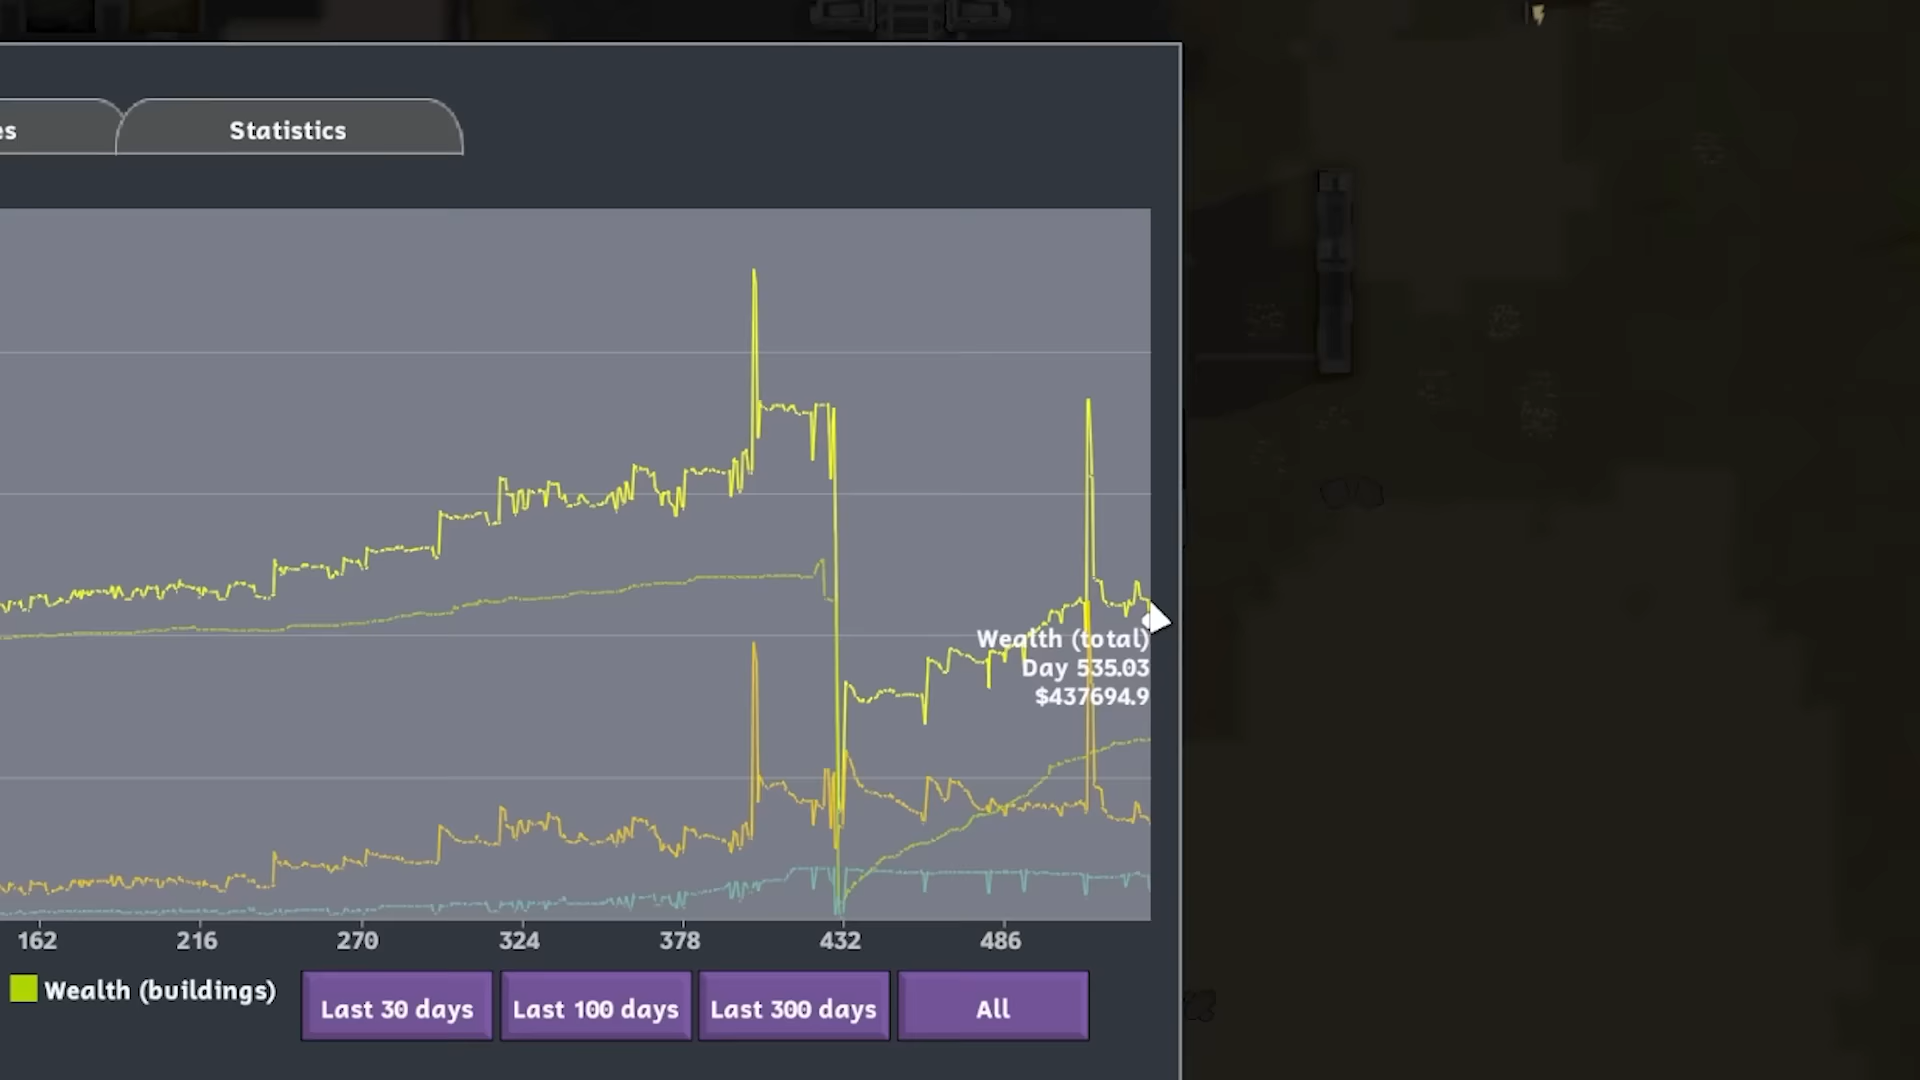 es
Statistics
Wealth (total)
Day 535.03
$437694.9
162
216
270
324
378
432
486
Wealth (buildings)
Last 30 days
Last 100 days
Last 300 days
All